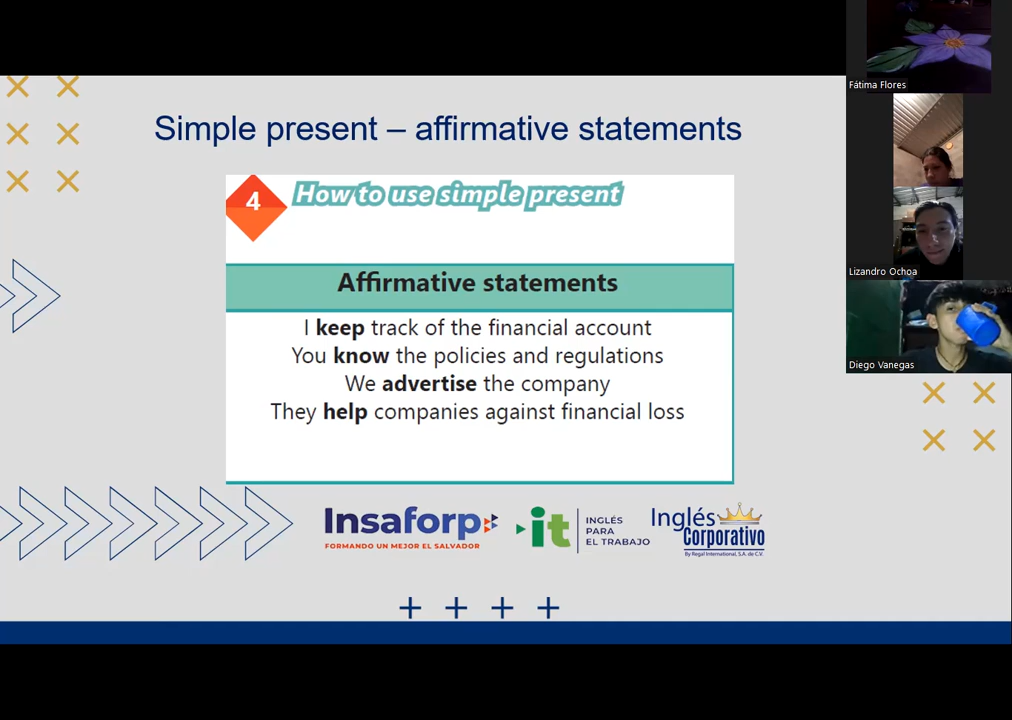 Fátima Flores
Simple present – affirmative statements
4
How to use simple present
Affirmative statements
I keep track of the financial account
You know the policies and regulations
We advertise the company
They help companies against financial loss
Lizandro Ochoa
Diego Vanegas
Insaforp
FORMANDO UN MEJOR EL SALVADOR
it
INGLÉS
PARA
EL TRABAJO
Inglés
Corporativo
By Regal International, S.A. de C.V.